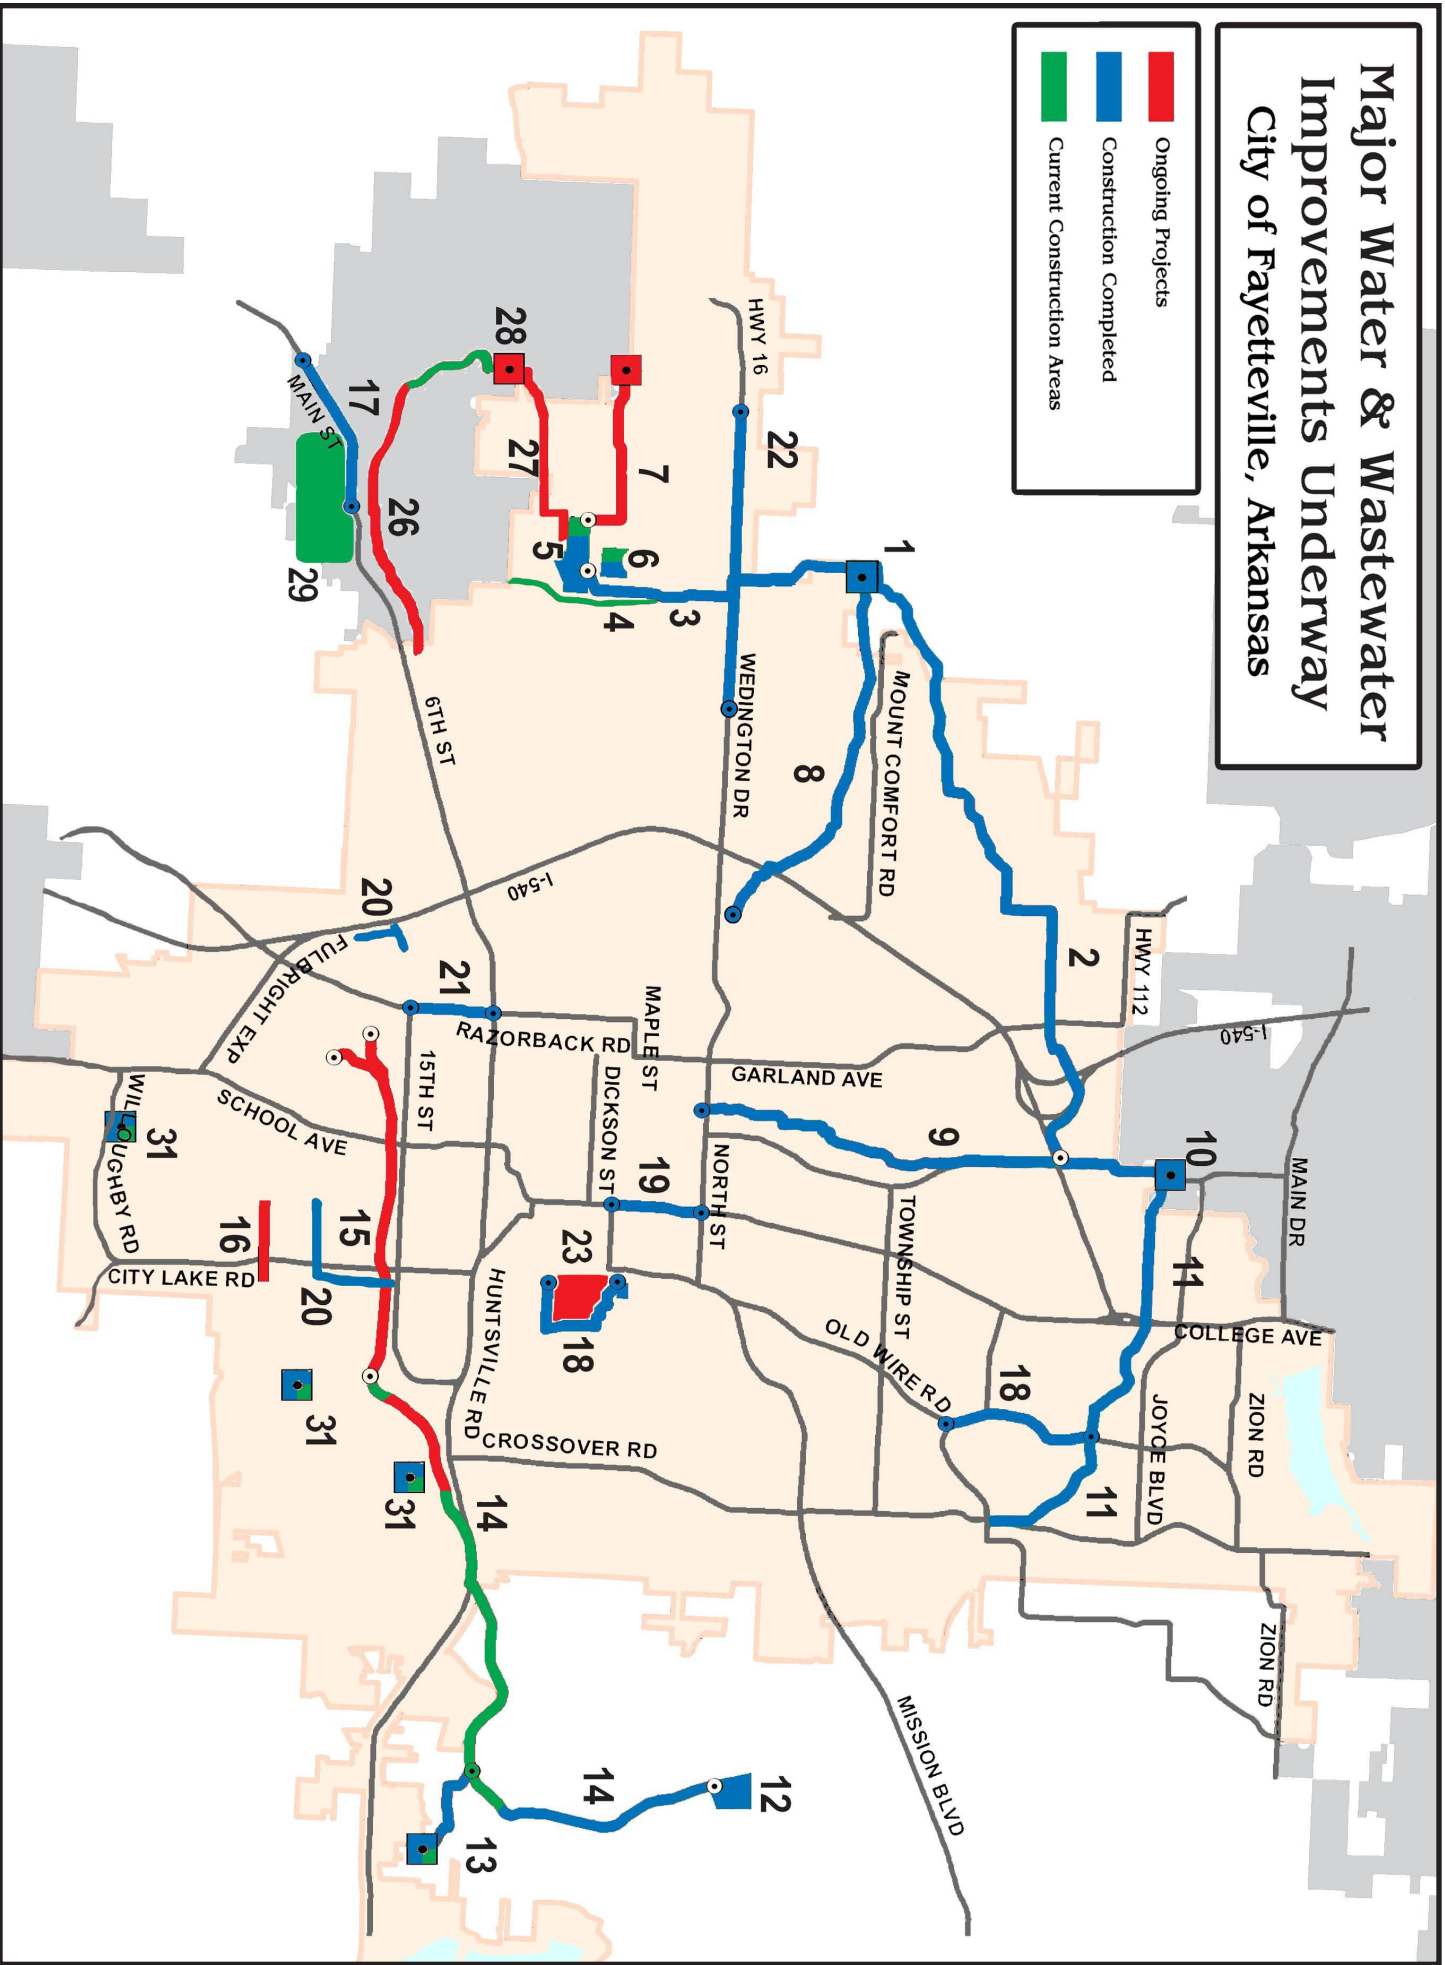 Major Water & Wastewater
Improvements Underway
City of Fayetteville, Arkansas
Ongoing Projects
Construction Completed
Current Construction Areas
MAIN DR
I-540
HWY 112
10
11
COLLEGE AVE
ZION RD
ZION RD
JOYCE BLVD
2
9
18
11
1
MOUNT COMFORT RD
TOWNSHIP ST
OLD WIRE RD
MISSION BLVD
8
HWY 16
22
WEDINGTON DR
GARLAND AVE
NORTH ST
12
7
6
3
4
5
MAPLE ST
DICKSON ST
19
CROSSOVER RD
14
28
27
I-540
RAZORBACK RD
23
18
HUNTSVILLE RD
14
13
26
6TH ST
21
15TH ST
31
17
MAIN ST
29
20
FULBRIGHT EXP
SCHOOL AVE
15
20
31
16
31
WILLOUGHBY RD
CITY LAKE RD